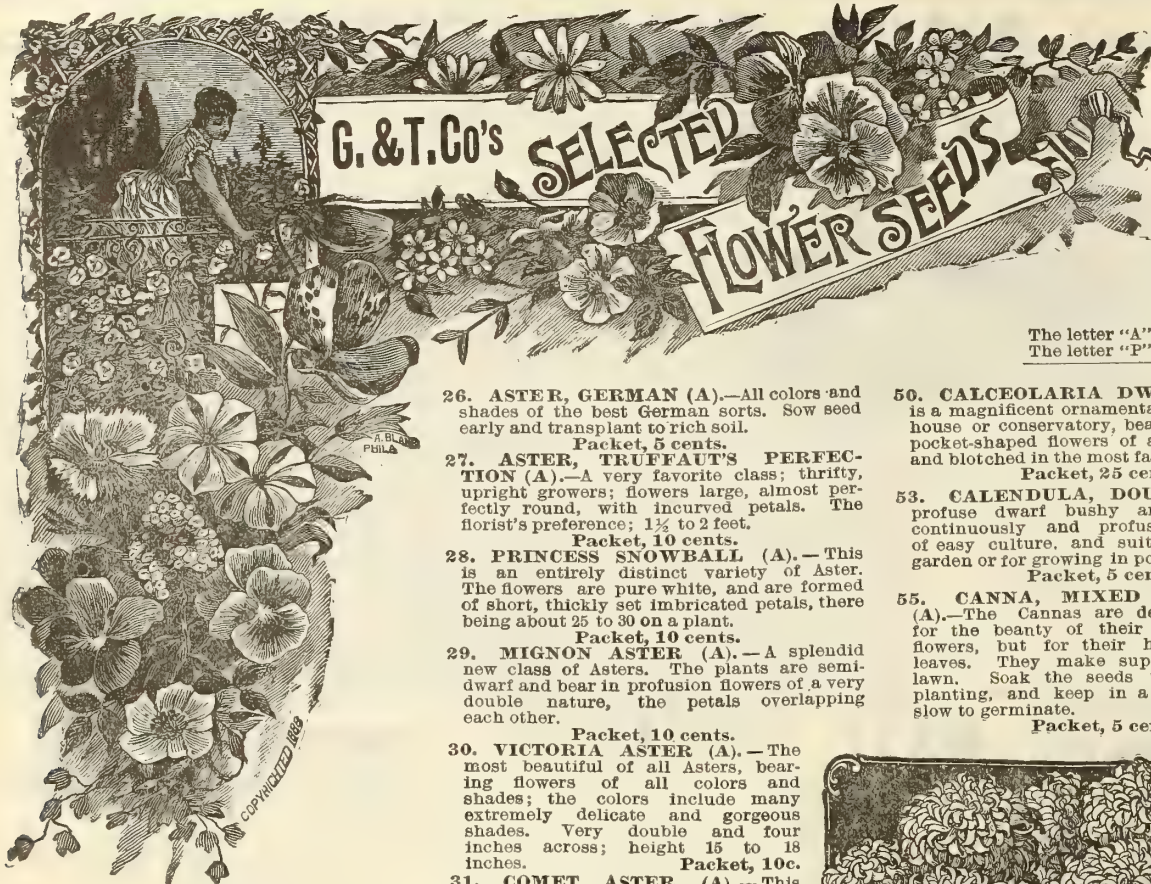 G. & T. Co's SELECTED
FLOWER SEEDS.
The letter "A"
The letter "P"
A. BLANC
PHILA
COPYRIGHTED 1888
26. ASTER, GERMAN (A).—All colors and
shades of the best German sorts. Sow seed
early and transplant to rich soil.
Packet, 5 cents.
27. ASTER, TRUFFAUT'S PERFEC-
TION (A).—A very favorite class; thrifty,
upright growers; flowers large, almost per-
fectly round, with incurved petals. The
florist's preference; 1½ to 2 feet.
Packet, 10 cents.
28. PRINCESS SNOWBALL (A).—This
is an entirely distinct variety of Aster.
The flowers are pure white, and are formed
of short, thickly set imbricated petals, there
being about 25 to 30 on a plant.
Packet, 10 cents.
29. MIGNON ASTER (A).—A splendid
new class of Asters. The plants are semi-
dwarf and bear in profusion flowers of a very
double nature, the petals overlapping
each other.
Packet, 10 cents.
30. VICTORIA ASTER (A).—The
most beautiful of all Asters, bear-
ing flowers of all colors and
shades; the colors include many
extremely delicate and gorgeous
shades. Very double and four
inches across; height 15 to 18
inches. Packet, 10c.
31. COMET ASTER (A).—This
50. CALCEOLARIA DW
is a magnificent ornamenta
house or conservatory, bea
pocket-shaped flowers of a
and blotched in the most fa
Packet, 25 cen
53. CALENDULA, DOU
profuse dwarf bushy an
continuously and profus
of easy culture, and suit
garden or for growing in po
Packet, 5 cen
55. CANNA, MIXED
(A).—The Cannas are de
for the beanty of their
flowers, but for their h
leaves. They make sup
lawn. Soak the seeds
planting, and keep in a
slow to germinate.
Packet, 5 cen